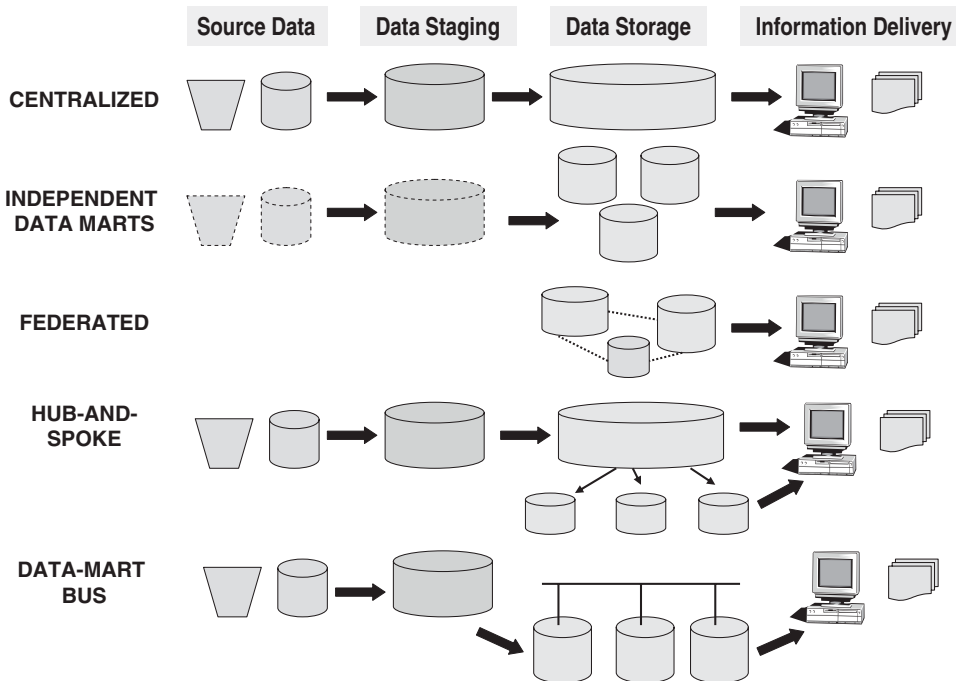 Source Data
Data Staging
Data Storage
Information Delivery
CENTRALIZED
INDEPENDENT
DATA MARTS
FEDERATED
HUB-AND-
SPOKE
DATA-MART
BUS